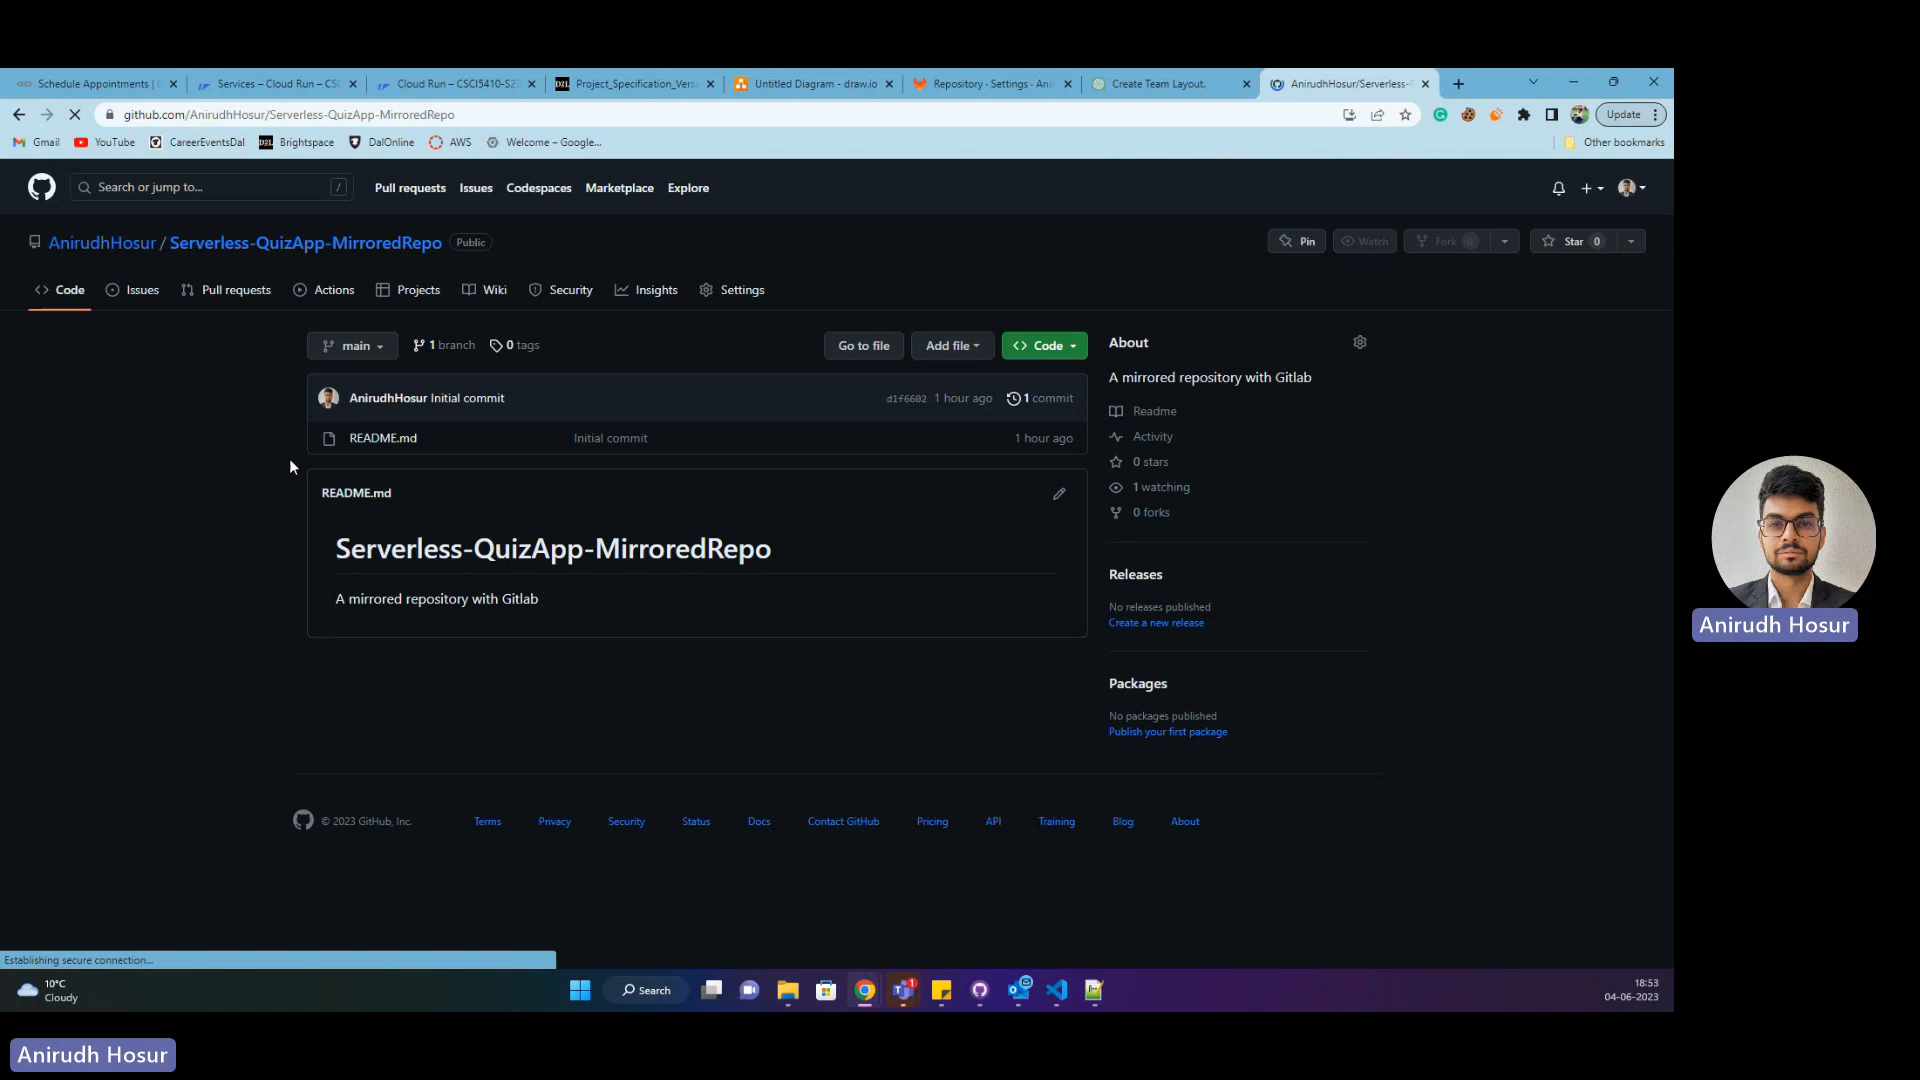 Schedule Appointments |
Services – Cloud Run – CSC
Cloud Run – CSCI5410-S23
D2L Project_Specification_Vers
Untitled Diagram - draw.io
Repository - Settings - Ani
Create Team Layout.
AnirudhHosur/Serverless-
github.com/AnirudhHosur/Serverless-QuizApp-MirroredRepo
Update
Gmail
YouTube
CareerEventsDal
D2L Brightspace
DalOnline
AWS
Welcome – Google...
Other bookmarks
Search or jump to... /
Pull requests
Issues
Codespaces
Marketplace
Explore
AnirudhHosur / Serverless-QuizApp-MirroredRepo Public
Pin
Watch
Fork 0
Star 0
Code
Issues
Pull requests
Actions
Projects
Wiki
Security
Insights
Settings
main
1 branch
0 tags
Go to file
Add file
Code
AnirudhHosur Initial commit
d1f6602 1 hour ago
1 commit
README.md
Initial commit
1 hour ago
README.md
Serverless-QuizApp-MirroredRepo
A mirrored repository with Gitlab
About
A mirrored repository with Gitlab
Readme
Activity
0 stars
1 watching
0 forks
Releases
No releases published
Create a new release
Packages
No packages published
Publish your first package
© 2023 GitHub, Inc.
Terms
Privacy
Security
Status
Docs
Contact GitHub
Pricing
API
Training
Blog
About
Establishing secure connection...
10°C
Cloudy
Search
1
18:53
04-06-2023
Anirudh Hosur
Anirudh Hosur